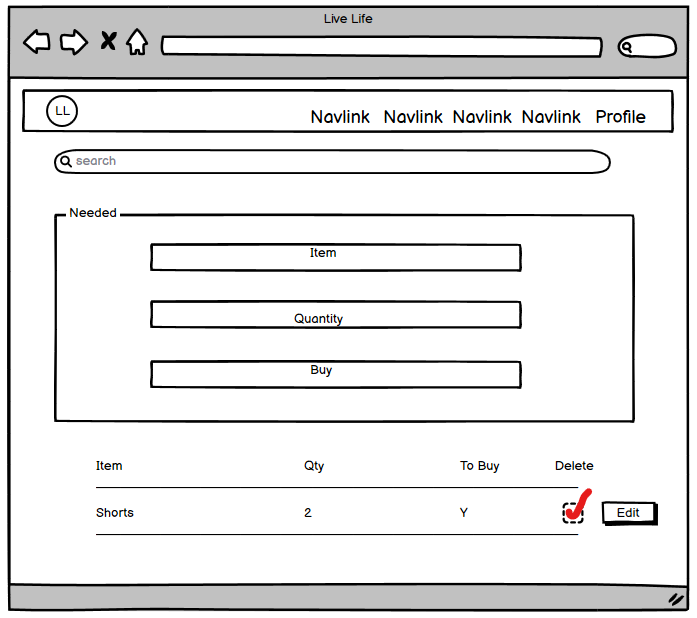 Live Life
LL Navlink Navlink Navlink Navlink Profile
search
Needed
Item
Quantity
Buy
Item Qty To Buy Delete
Shorts 2 Y Edit